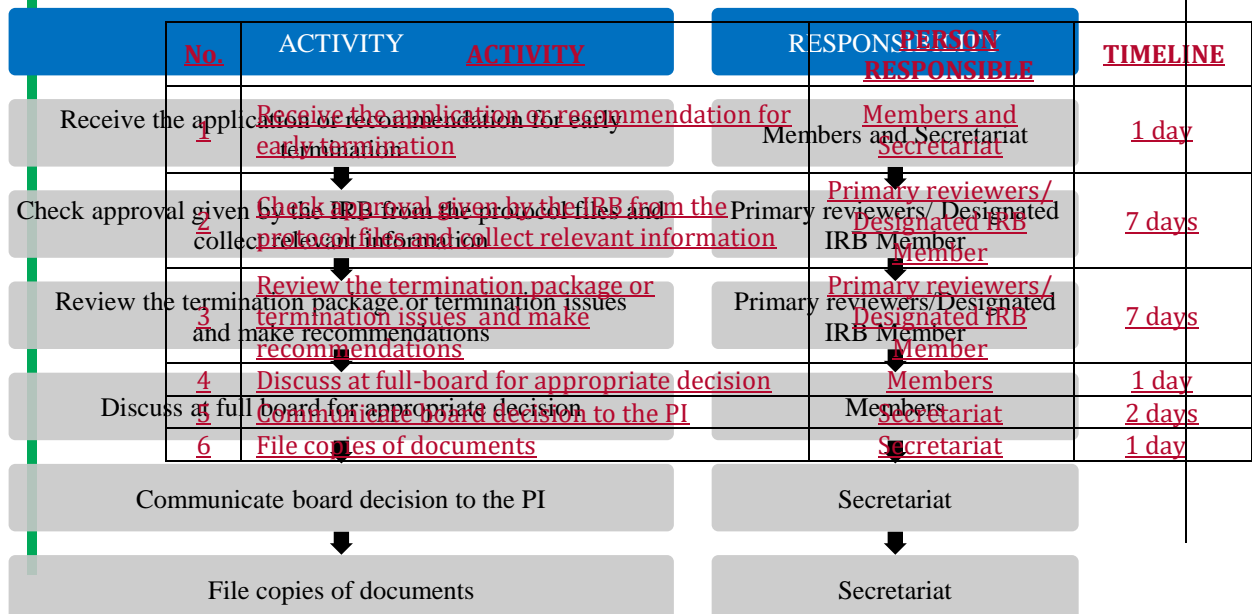 ACTIVITY
RESPONSIBILITY
Receive the application or recommendation for early
termination
Members and Secretariat
Check approval given by the IRB from the protocol files and
collect relevant information
Primary reviewers/ Designated
IRB Member
Review the termination package or termination issues
and make recommendations
Primary reviewers/Designated
IRB Member
Discuss at full board for appropriate decision
Members
Communicate board decision to the PI
Secretariat
File copies of documents
Secretariat
No.
ACTIVITY
PERSON
RESPONSIBLE
TIMELINE
1
Receive the application or recommendation for
early termination
Members and
Secretariat
1 day
2
Check approval given by the IRB from the
protocol files and collect relevant information
Primary reviewers/
Designated IRB
Member
7 days
3
Review the termination package or
termination issues and make
recommendations
Primary reviewers/
Designated IRB
Member
7 days
4
Discuss at full-board for appropriate decision
Members
1 day
5
Communicate board decision to the PI
Secretariat
2 days
6
File copies of documents
Secretariat
1 day